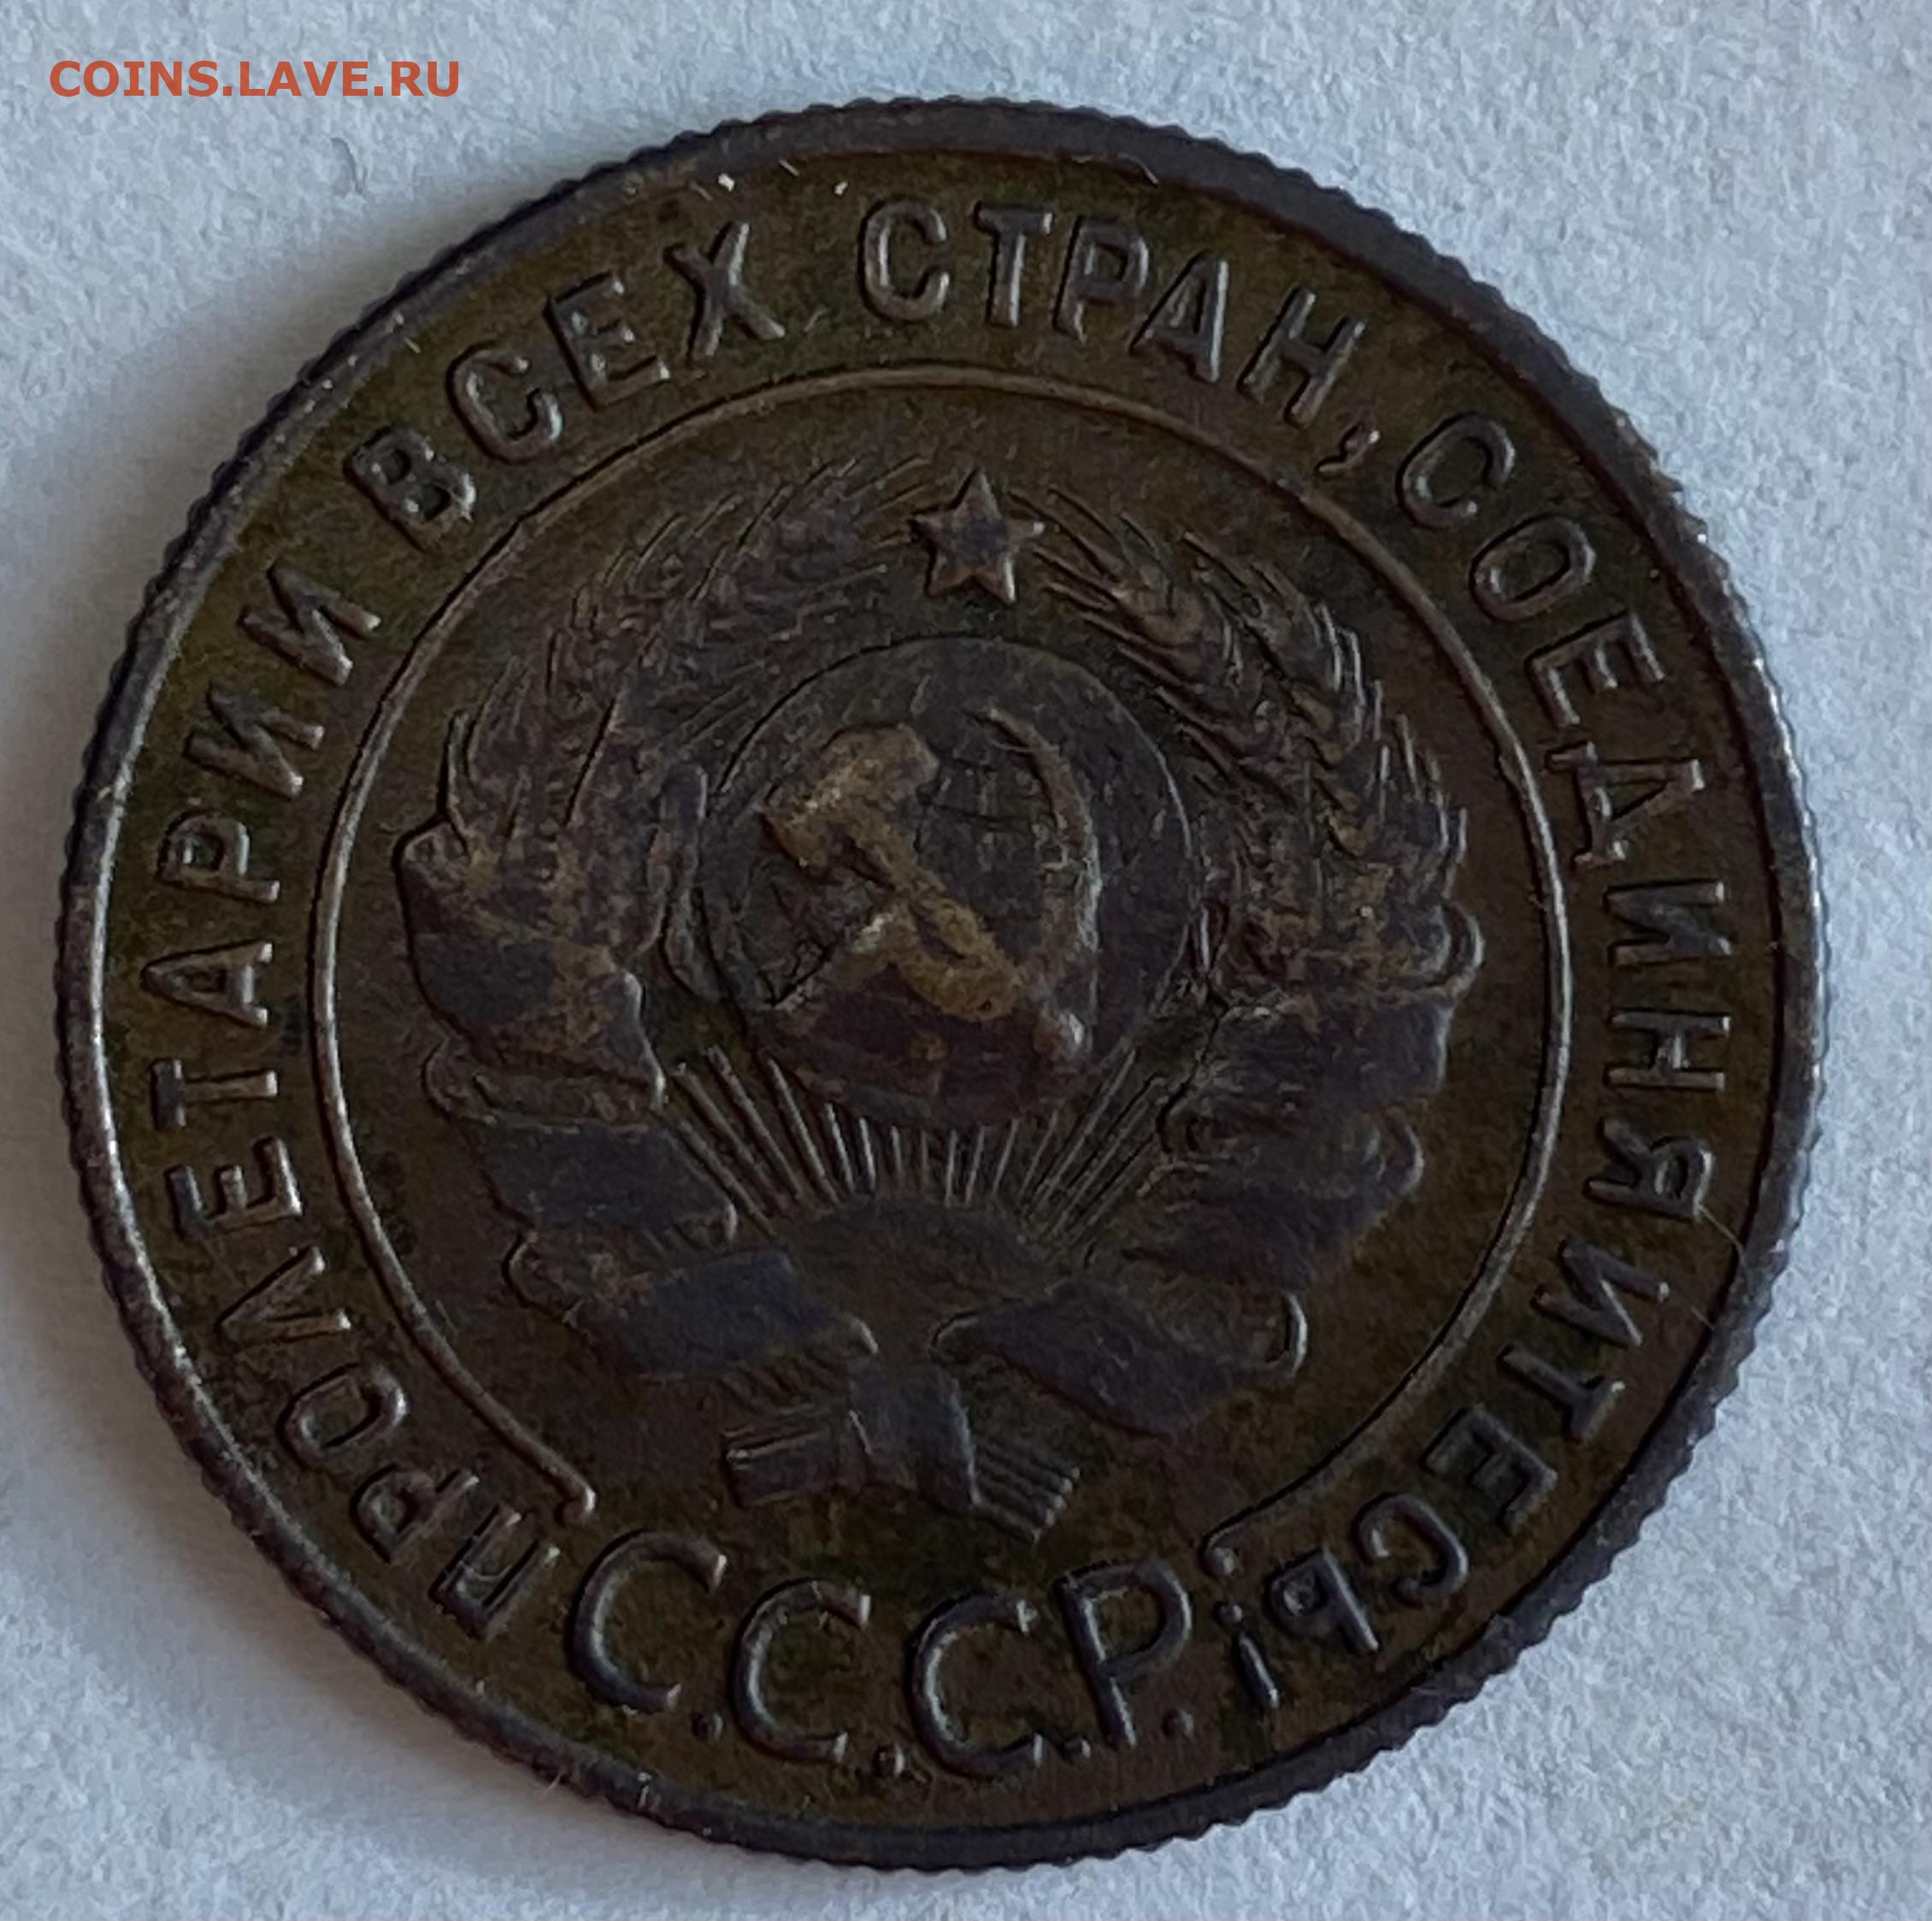 COINS.LAVE.RU
ПРОЛЕТАРИИ ВСЕХ СТРАН, СОЕДИНЯЙТЕСЬ!
С.С.С.Р.